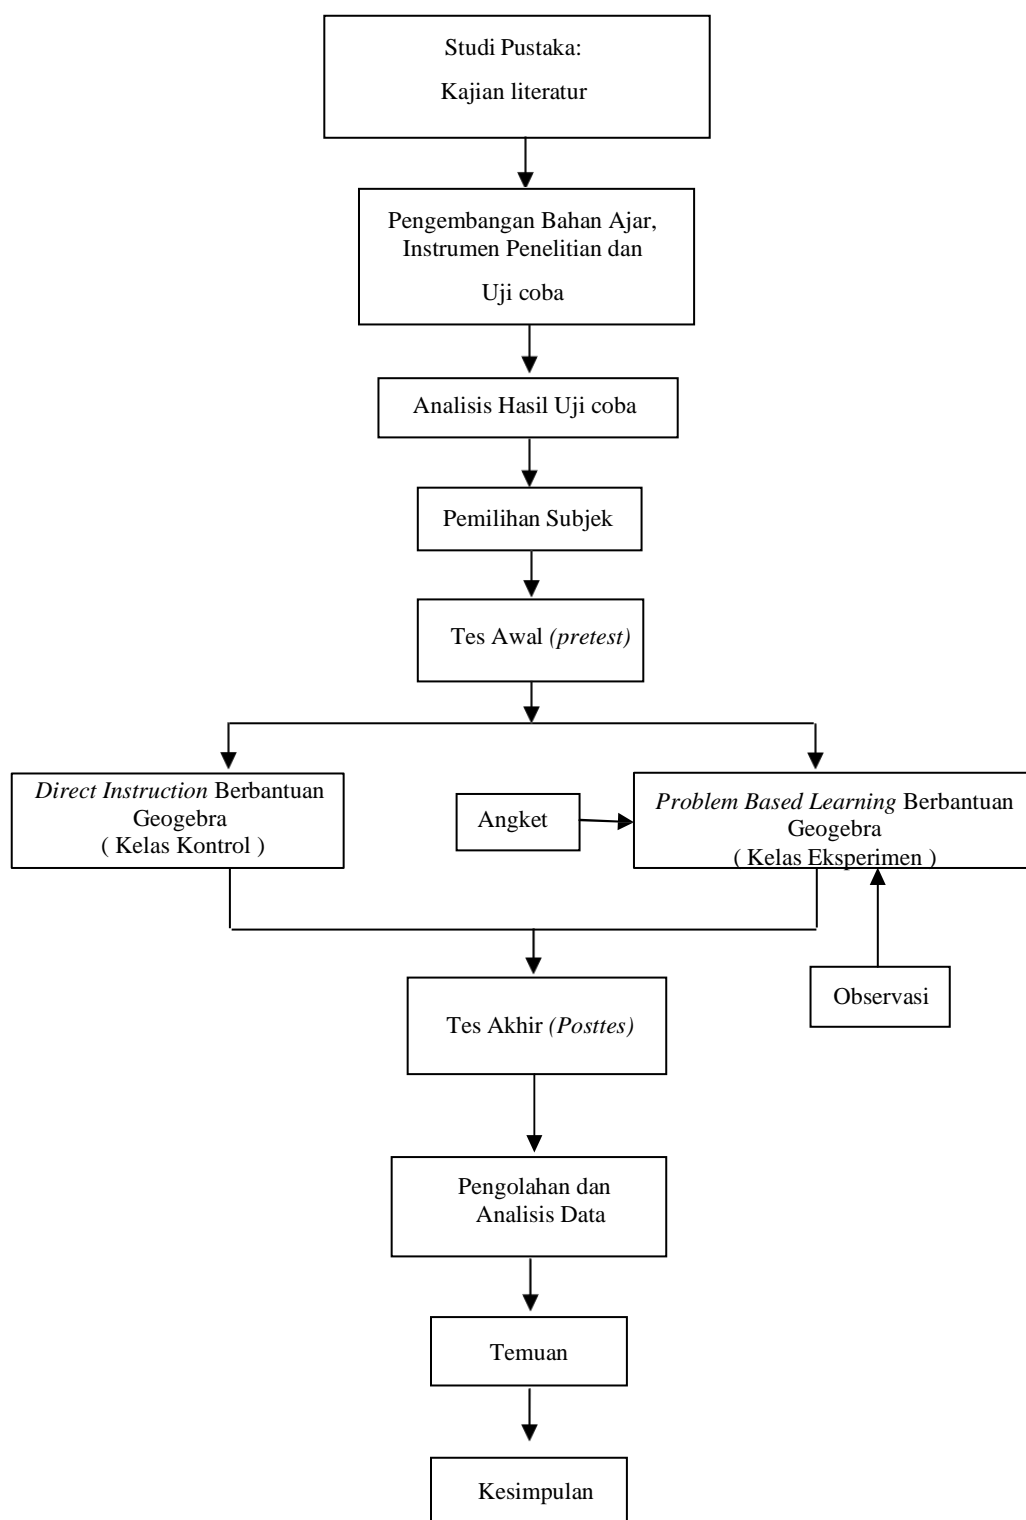 Studi Pustaka:
Kajian literatur
Pengembangan Bahan Ajar,
Instrumen Penelitian dan
Uji coba
Analisis Hasil Uji coba
Pemilihan Subjek
Tes Awal (pretest)
Direct Instruction Berbantuan
Geogebra
( Kelas Kontrol )
Angket
Problem Based Learning Berbantuan
Geogebra
( Kelas Eksperimen )
Observasi
Tes Akhir (Posttes)
Pengolahan dan
Analisis Data
Temuan
Kesimpulan